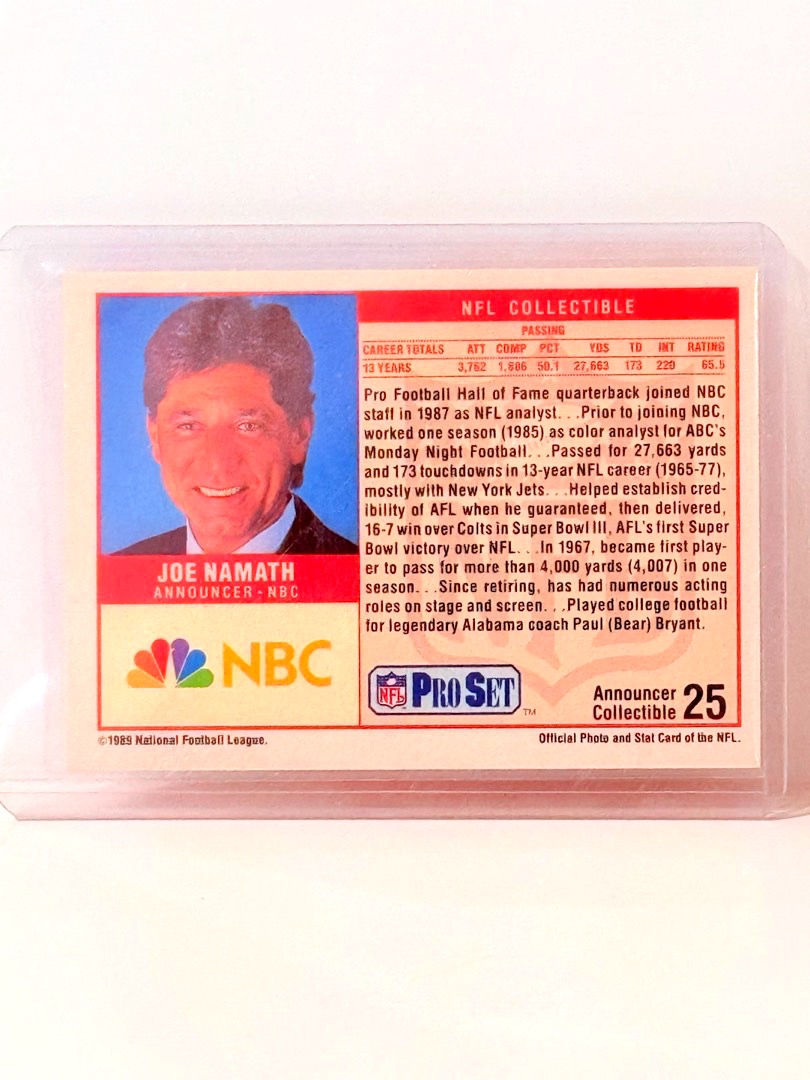 NFL COLLECTIBLE
PASSING
CAREER TOTALS ATT COMP PCT YDS TD INT RATING
13 YEARS 3,762 1,886 50.1 27,663 173 220 65.5
Pro Football Hall of Fame quarterback joined NBC
staff in 1987 as NFL analyst. . .Prior to joining NBC,
worked one season (1985) as color analyst for ABC's
Monday Night Football. . .Passed for 27,663 yards
and 173 touchdowns in 13-year NFL career (1965-77),
mostly with New York Jets. . .Helped establish cred-
ibility of AFL when he guaranteed, then delivered,
16-7 win over Colts in Super Bowl III, AFL's first Super
Bowl victory over NFL. . .In 1967, became first play-
er to pass for more than 4,000 yards (4,007) in one
season. . .Since retiring, has had numerous acting
roles on stage and screen. . .Played college football
for legendary Alabama coach Paul (Bear) Bryant.
JOE NAMATH
ANNOUNCER - NBC
NBC
NFL PRO SET TM
Announcer
Collectible 25
©1989 National Football League.
Official Photo and Stat Card of the NFL.